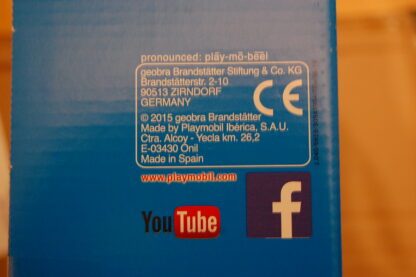 pronounced: play-mō-bēēl
geobra Brandstätter Stiftung & Co. KG
Brandstätterstr. 2-10
90513 ZIRNDORF
GERMANY
CE
© 2015 geobra Brandstätter
Made by Playmobil Ibérica, S.A.U.
Ctra. Alcoy - Yecla km. 26,2
E-03430 Onil
Made in Spain
www.playmobil.com
YouTube
f